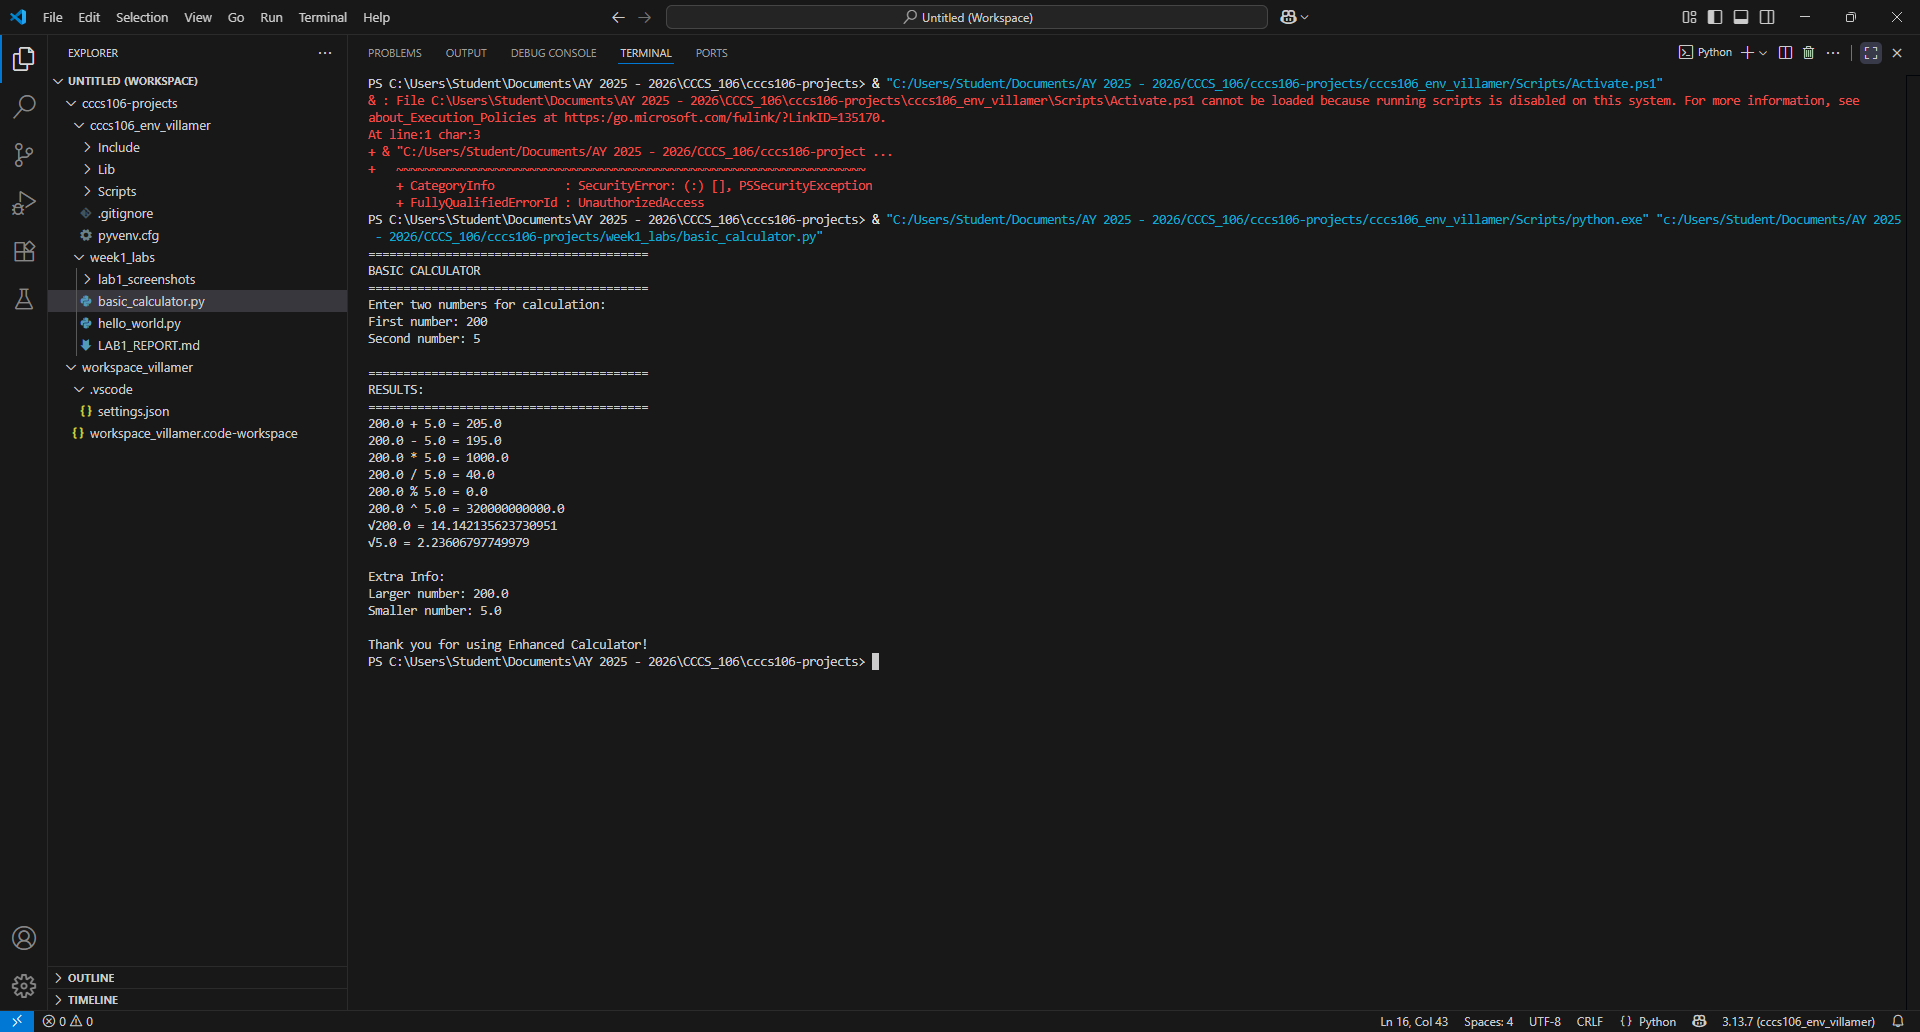 File Edit Selection View Go Run Terminal Help
Untitled (Workspace)
EXPLORER
UNTITLED (WORKSPACE)
cccs106-projects
cccs106_env_villamer
Include
Lib
Scripts
.gitignore
pyvenv.cfg
week1_labs
lab1_screenshots
basic_calculator.py
hello_world.py
LAB1_REPORT.md
workspace_villamer
.vscode
settings.json
workspace_villamer.code-workspace
OUTLINE
TIMELINE
PROBLEMS OUTPUT DEBUG CONSOLE TERMINAL PORTS
Python
PS C:\Users\Student\Documents\AY 2025 - 2026\CCCS_106\cccs106-projects> & "C:/Users/Student/Documents/AY 2025 - 2026/CCCS_106/cccs106-projects/cccs106_env_villamer/Scripts/Activate.ps1"
& : File C:\Users\Student\Documents\AY 2025 - 2026\CCCS_106\cccs106-projects\cccs106_env_villamer\Scripts\Activate.ps1 cannot be loaded because running scripts is disabled on this system. For more information, see
about_Execution_Policies at https:/go.microsoft.com/fwlink/?LinkID=135170.
At line:1 char:3
+ & "C:/Users/Student/Documents/AY 2025 - 2026/CCCS_106/cccs106-project ...
+ ~~~~~~~~~~~~~~~~~~~~~~~~~~~~~~~~~~~~~~~~~~~~~~~~~~~~~~~~~~~~~~~~~~~
+ CategoryInfo : SecurityError: (:) [], PSSecurityException
+ FullyQualifiedErrorId : UnauthorizedAccess
PS C:\Users\Student\Documents\AY 2025 - 2026\CCCS_106\cccs106-projects> & "C:/Users/Student/Documents/AY 2025 - 2026/CCCS_106/cccs106-projects/cccs106_env_villamer/Scripts/python.exe" "c:/Users/Student/Documents/AY 2025
- 2026/CCCS_106/cccs106-projects/week1_labs/basic_calculator.py"
========================================
BASIC CALCULATOR
========================================
Enter two numbers for calculation:
First number: 200
Second number: 5
========================================
RESULTS:
========================================
200.0 + 5.0 = 205.0
200.0 - 5.0 = 195.0
200.0 * 5.0 = 1000.0
200.0 / 5.0 = 40.0
200.0 % 5.0 = 0.0
200.0 ^ 5.0 = 320000000000.0
√200.0 = 14.142135623730951
√5.0 = 2.23606797749979
Extra Info:
Larger number: 200.0
Smaller number: 5.0
Thank you for using Enhanced Calculator!
PS C:\Users\Student\Documents\AY 2025 - 2026\CCCS_106\cccs106-projects>
0 0
Ln 16, Col 43 Spaces: 4 UTF-8 CRLF {} Python 3.13.7 (cccs106_env_villamer)